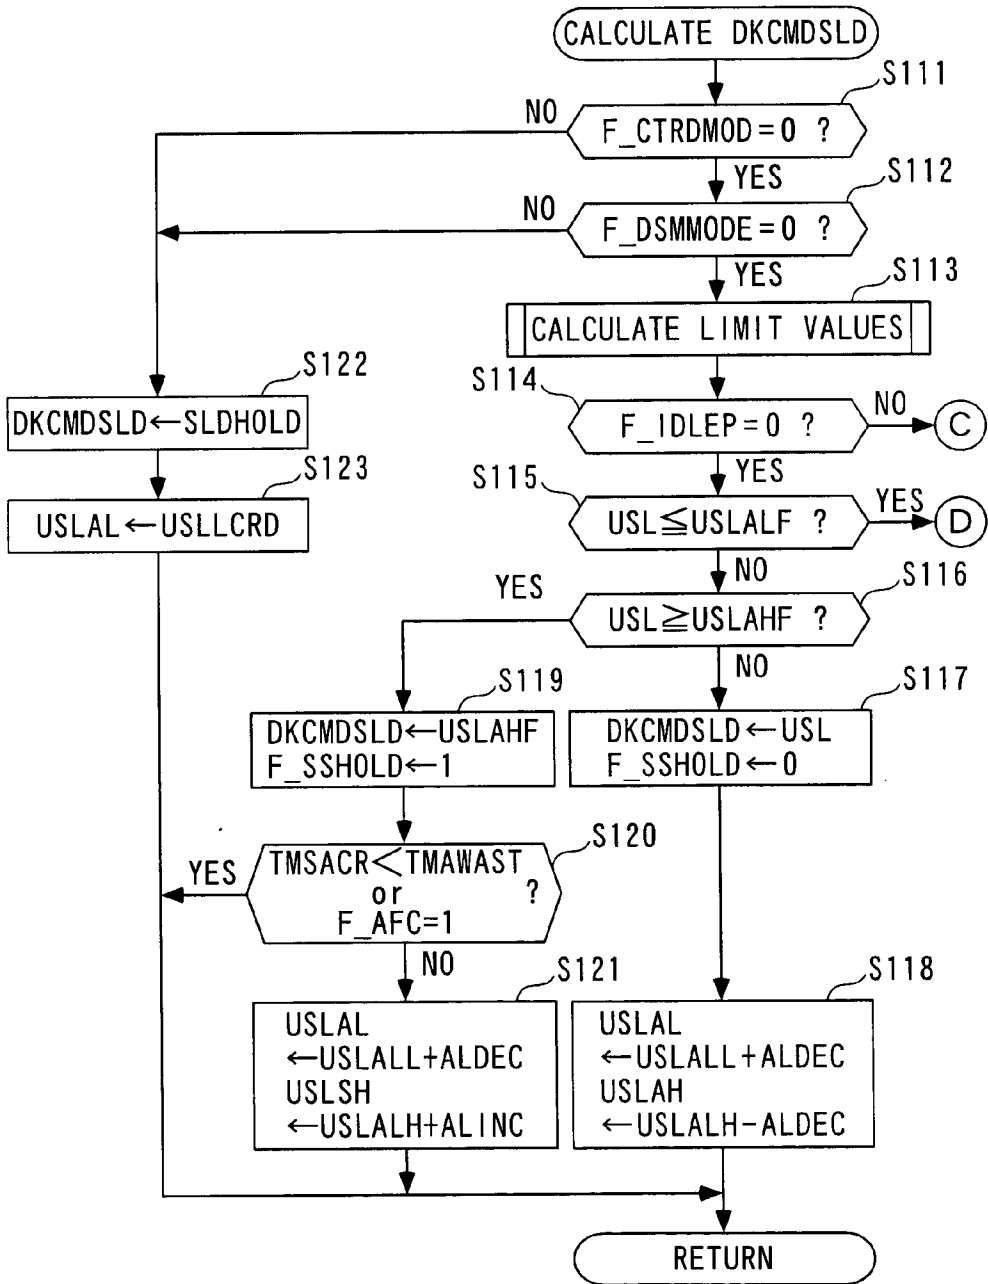 CALCULATE DKCMDSLD
S111
F_CTRDMOD=0 ?
NO
YES
S112
F_DSMMODE=0 ?
NO
YES
S113
CALCULATE LIMIT VALUES
S114
F_IDLEP=0 ?
NO
C
YES
S115
USL≦USLALF ?
YES
D
NO
S116
USL≧USLAHF ?
YES
NO
S122
DKCMDSLD←SLDHOLD
S123
USLAL←USLLCRD
S119
DKCMDSLD←USLAHF
F_SSHOLD←1
S117
DKCMDSLD←USL
F_SSHOLD←0
S120
TMSACR<TMAWAST
or ?
F_AFC=1
YES
NO
S121
USLAL
←USLALL+ALDEC
USLSH
←USLALH+ALINC
S118
USLAL
←USLALL+ALDEC
USLAH
←USLALH−ALDEC
RETURN